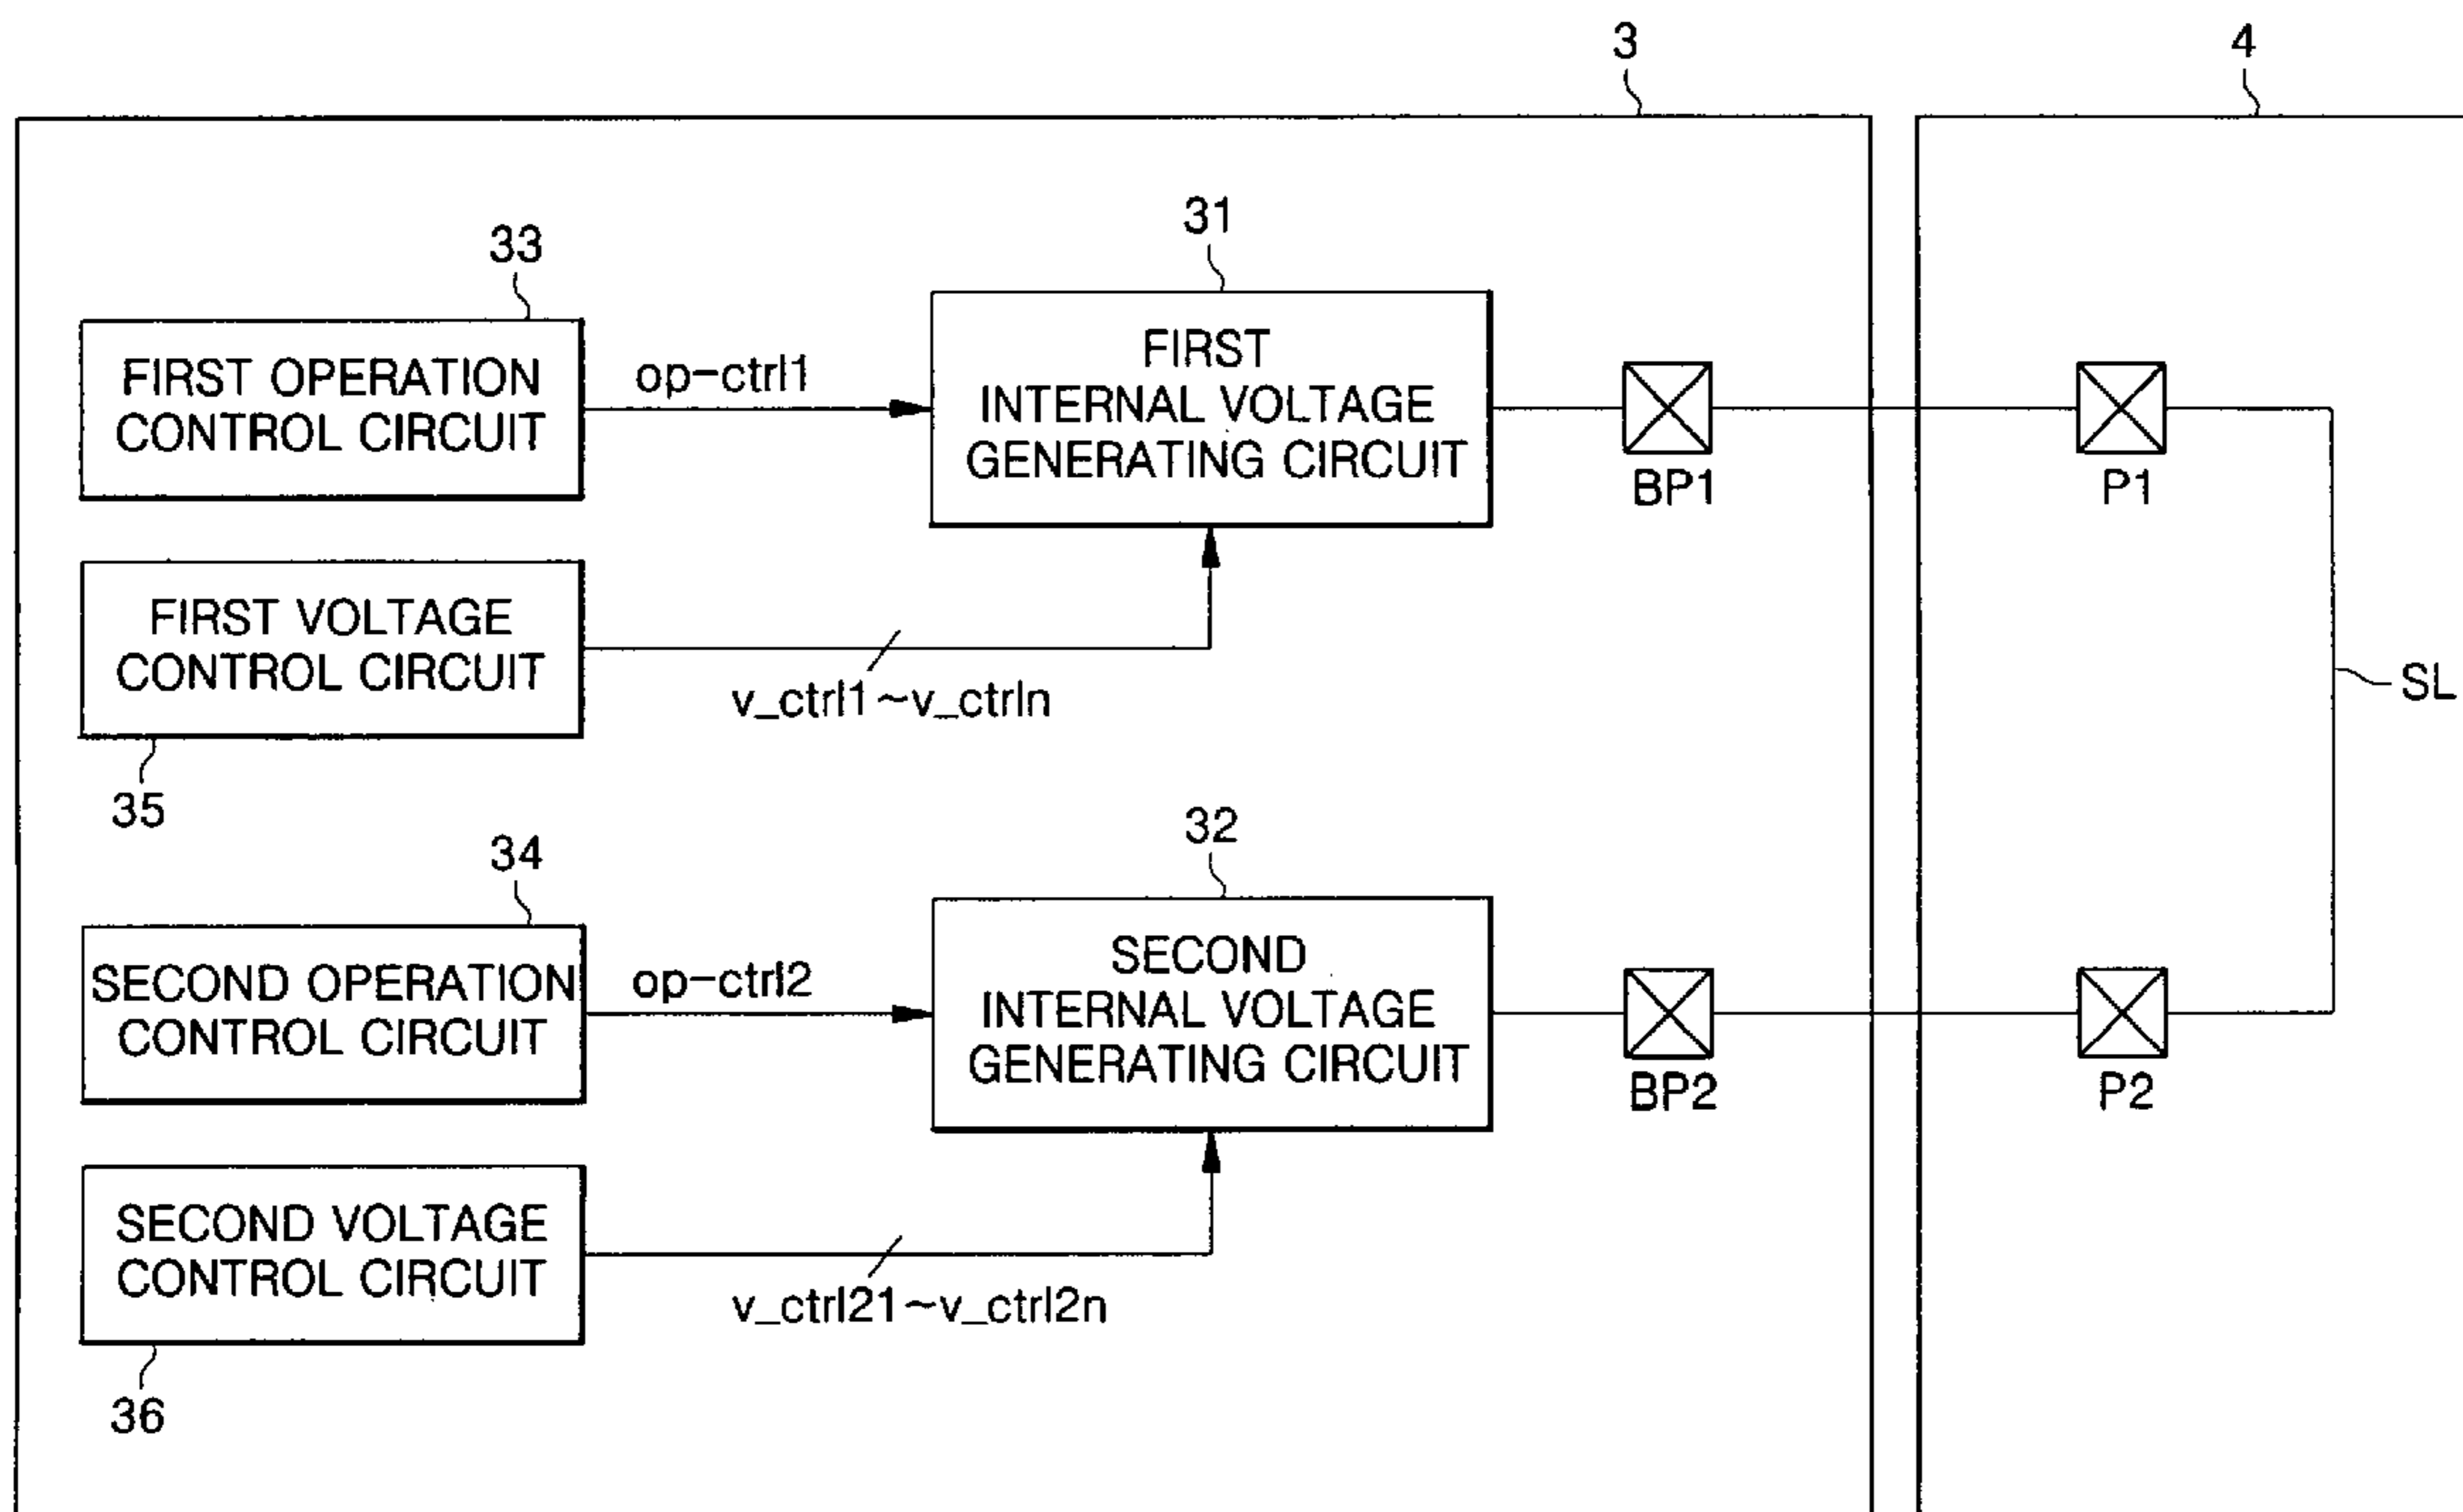 3
4
31
33
FIRST OPERATION
CONTROL CIRCUIT
op-ctrl1
FIRST
INTERNAL VOLTAGE
GENERATING CIRCUIT
BP1
P1
FIRST VOLTAGE
CONTROL CIRCUIT
v_ctrl1~v_ctrln
SL
35
32
34
SECOND OPERATION
CONTROL CIRCUIT
op-ctrl2
SECOND
INTERNAL VOLTAGE
GENERATING CIRCUIT
BP2
P2
SECOND VOLTAGE
CONTROL CIRCUIT
v_ctrl21~v_ctrl2n
36